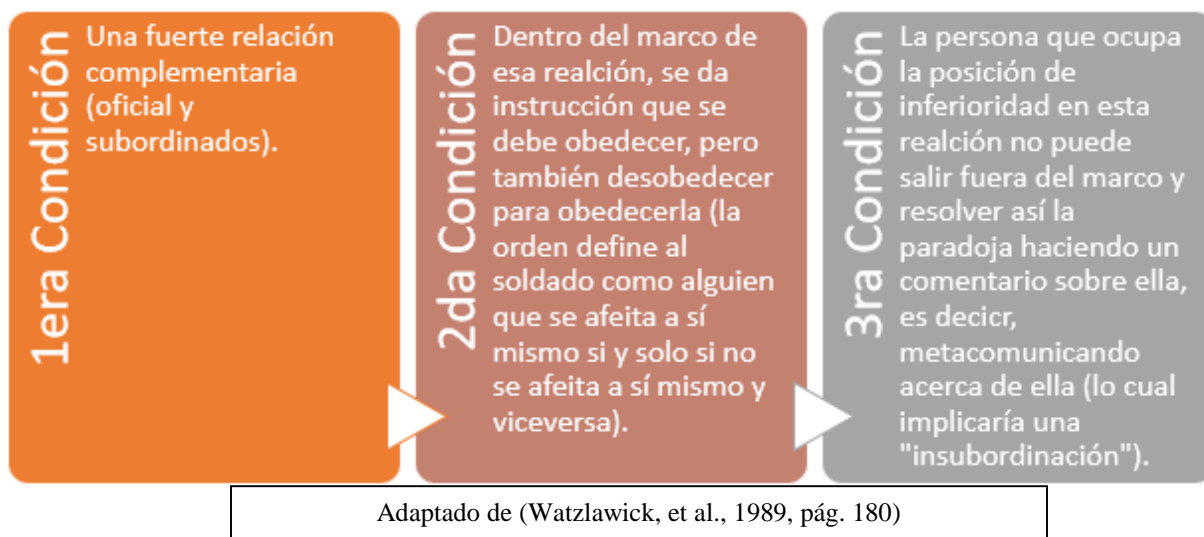 1era Condición
Una fuerte relación
complementaria
(oficial y
subordinados).
2da Condición
Dentro del marco de
esa realción, se da
instrucción que se
debe obedecer, pero
también desobedecer
para obedecerla (la
orden define al
soldado como alguien
que se afeita a sí
mismo si y solo si no
se afeita a sí mismo y
viceversa).
3ra Condición
La persona que ocupa
la posición de
inferioridad en esta
realción no puede
salir fuera del marco y
resolver así la
paradoja haciendo un
comentario sobre ella,
es decicr,
metacomunicando
acerca de ella (lo cual
implicaría una
"insubordinación").
Adaptado de (Watzlawick, et al., 1989, pág. 180)